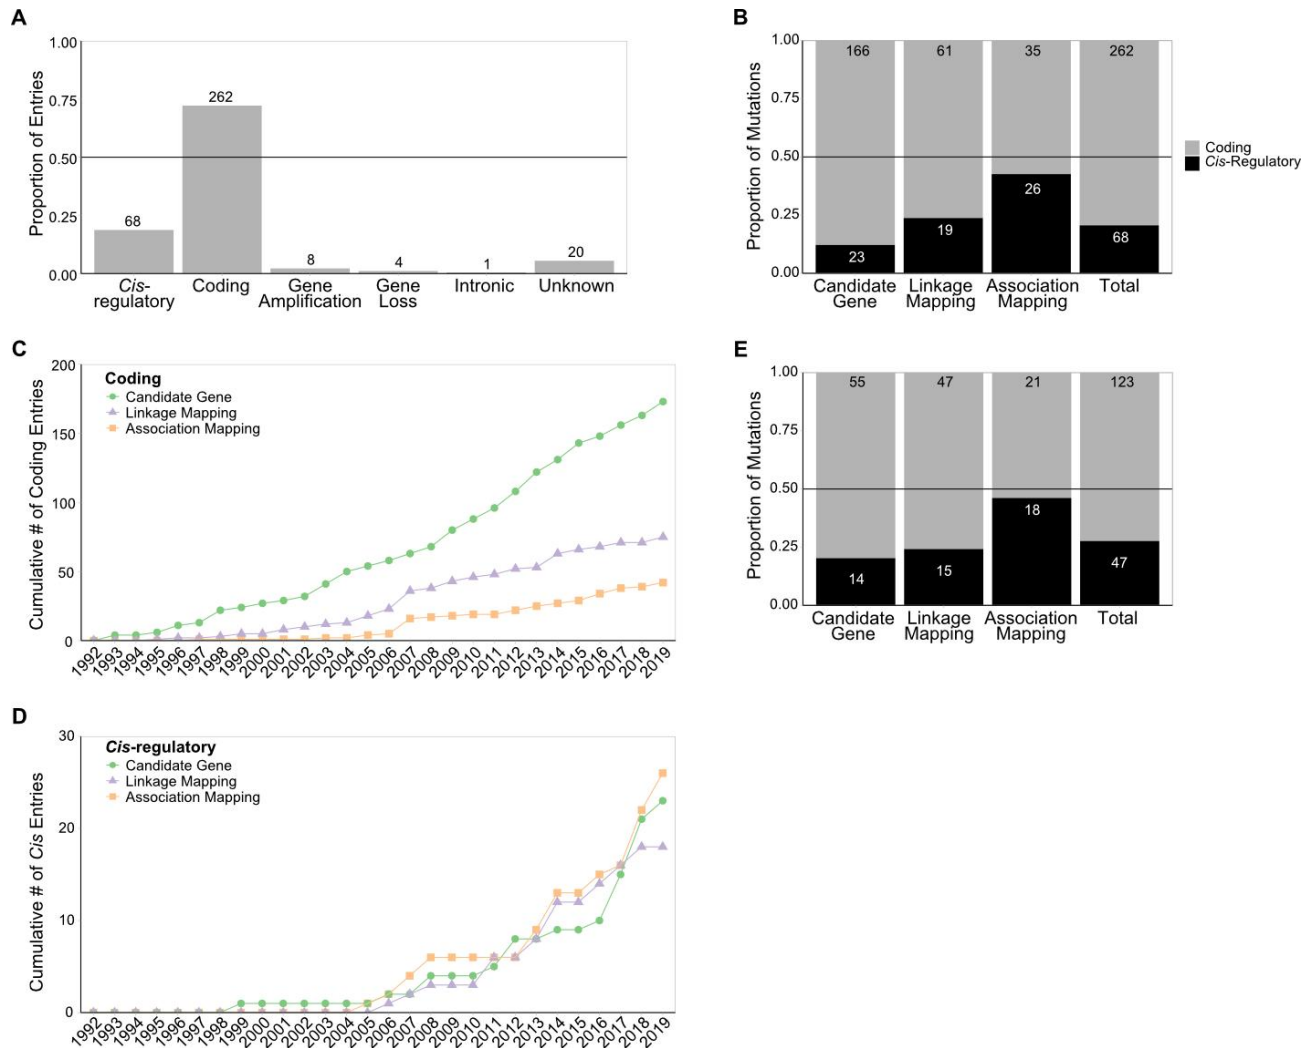 A
Proportion of Entries
1.00
0.75
0.50
0.25
0.00
68
262
8
4
1
20
Cis-
regulatory
Coding
Gene
Amplification
Gene
Loss
Intronic
Unknown
B
Proportion of Mutations
1.00
0.75
0.50
0.25
0.00
166
61
35
262
23
19
26
68
Candidate
Gene
Linkage
Mapping
Association
Mapping
Total
Coding
Cis-Regulatory
C
Cumulative # of Coding Entries
200
150
100
50
0
Coding
Candidate Gene
Linkage Mapping
Association Mapping
1992
1993
1994
1995
1996
1997
1998
1999
2000
2001
2002
2003
2004
2005
2006
2007
2008
2009
2010
2011
2012
2013
2014
2015
2016
2017
2018
2019
E
Proportion of Mutations
1.00
0.75
0.50
0.25
0.00
55
47
21
123
14
15
18
47
Candidate
Gene
Linkage
Mapping
Association
Mapping
Total
D
Cumulative # of Cis Entries
30
20
10
0
Cis-regulatory
Candidate Gene
Linkage Mapping
Association Mapping
1992
1993
1994
1995
1996
1997
1998
1999
2000
2001
2002
2003
2004
2005
2006
2007
2008
2009
2010
2011
2012
2013
2014
2015
2016
2017
2018
2019